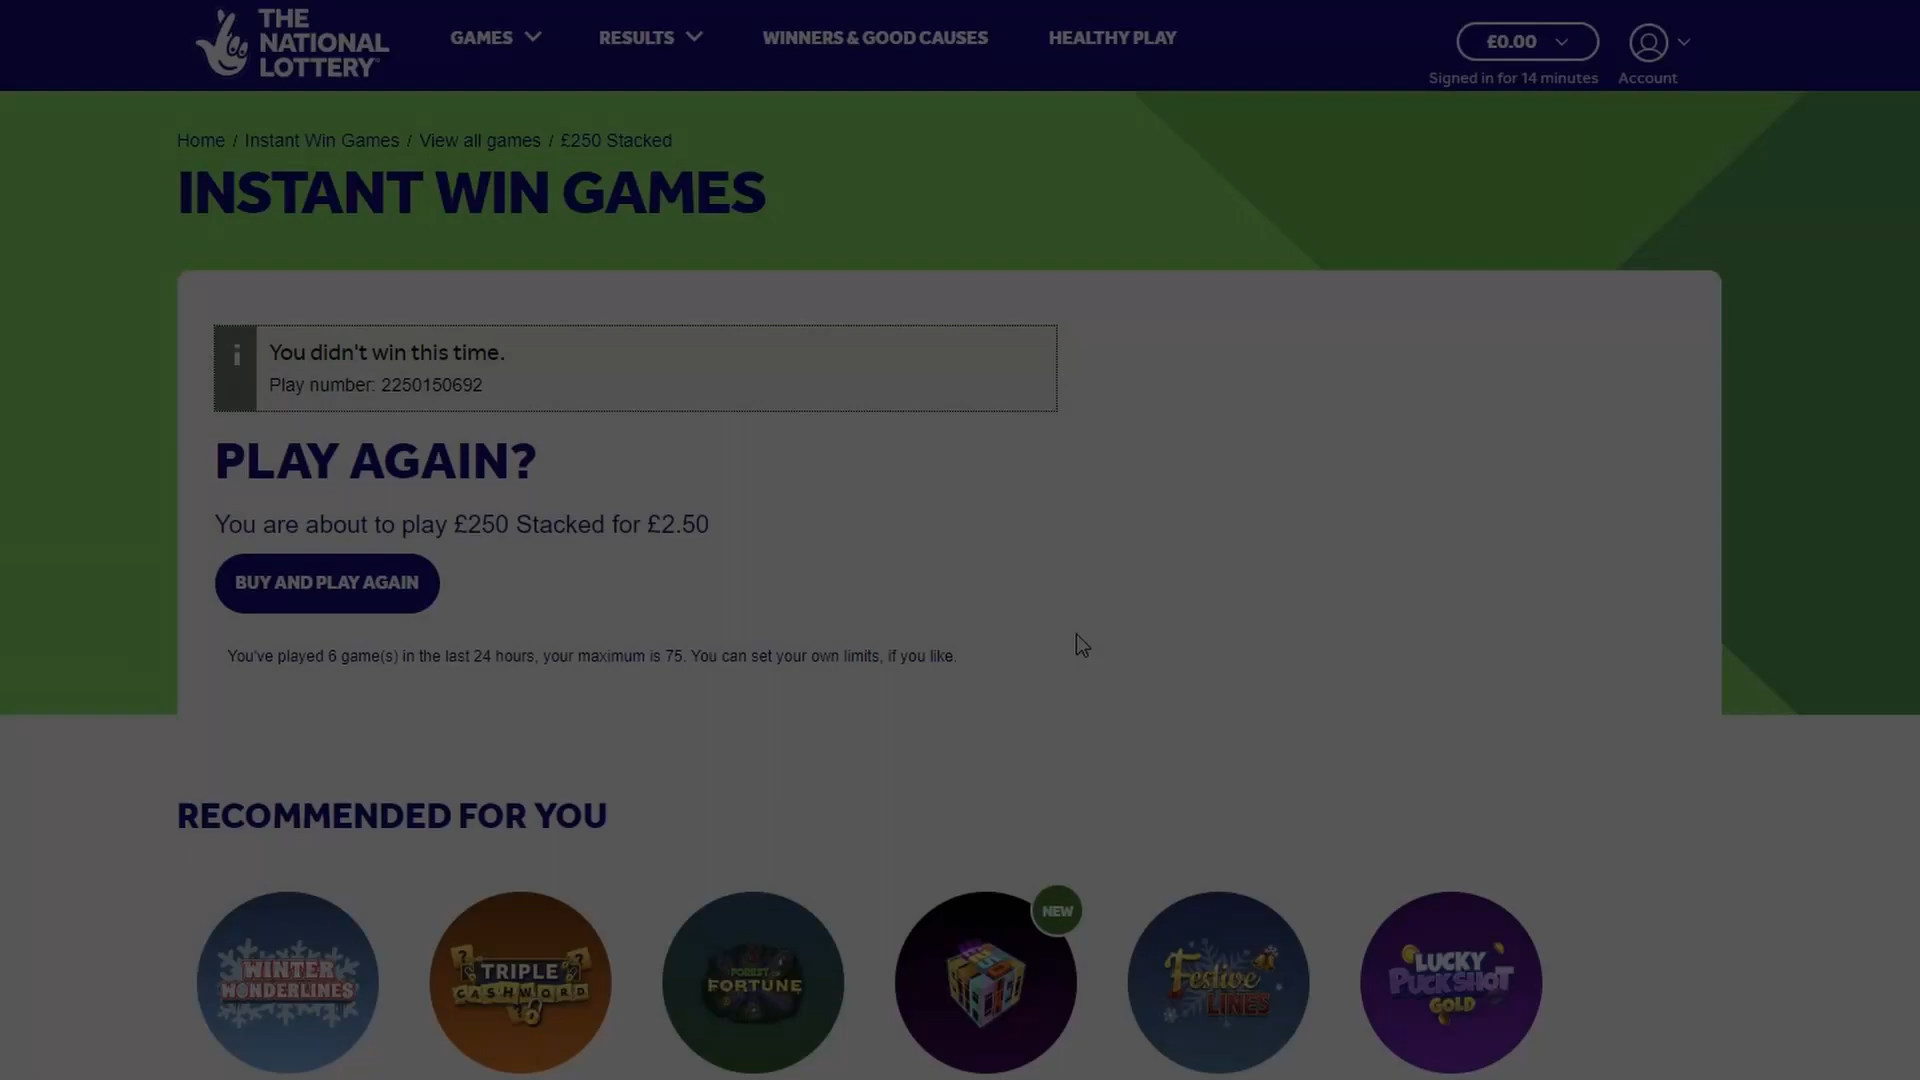 THE
NATIONAL
LOTTERY
GAMES
RESULTS
WINNERS & GOOD CAUSES
HEALTHY PLAY
£0.00
Signed in for 14 minutes
Account
Home / Instant Win Games / View all games / £250 Stacked
INSTANT WIN GAMES
You didn't win this time.
Play number: 2250150692
PLAY AGAIN?
You are about to play £250 Stacked for £2.50
BUY AND PLAY AGAIN
You've played 6 game(s) in the last 24 hours, your maximum is 75. You can set your own limits, if you like.
RECOMMENDED FOR YOU
WINTER
WONDERLINES
TRIPLE
CASHWORD
FOREST OF
FORTUNE
NEW
Festive
LINES
LUCKY
PUCKSHOT
GOLD